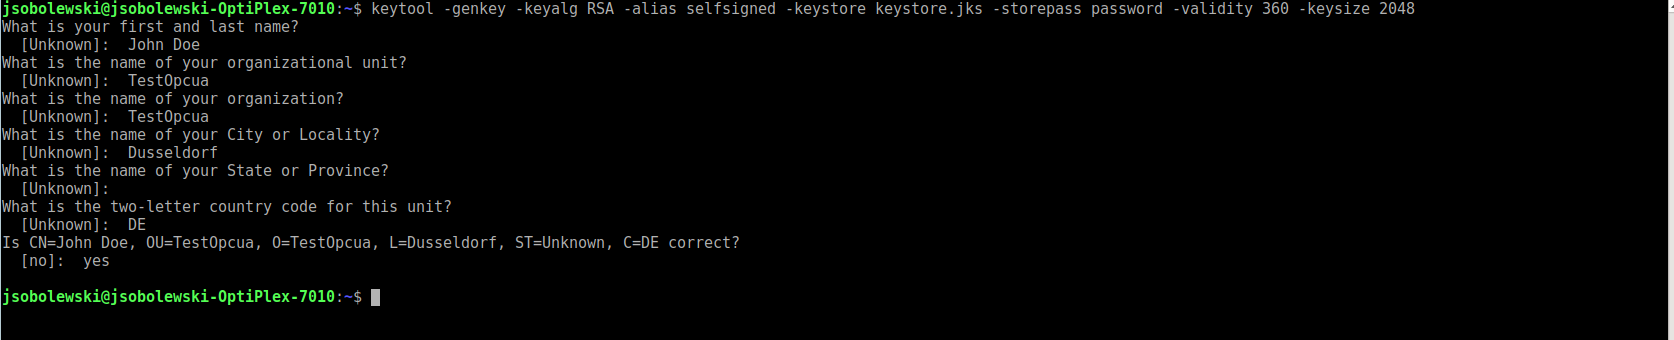 jsobolewski@jsobolewski-OptiPlex-7010:~$ keytool -genkey -keyalg RSA -alias selfsigned -keystore keystore.jks -storepass password -validity 360 -keysize 2048
What is your first and last name?
  [Unknown]:  John Doe
What is the name of your organizational unit?
  [Unknown]:  TestOpcua
What is the name of your organization?
  [Unknown]:  TestOpcua
What is the name of your City or Locality?
  [Unknown]:  Dusseldorf
What is the name of your State or Province?
  [Unknown]:
What is the two-letter country code for this unit?
  [Unknown]:  DE
Is CN=John Doe, OU=TestOpcua, O=TestOpcua, L=Dusseldorf, ST=Unknown, C=DE correct?
  [no]:  yes
jsobolewski@jsobolewski-OptiPlex-7010:~$